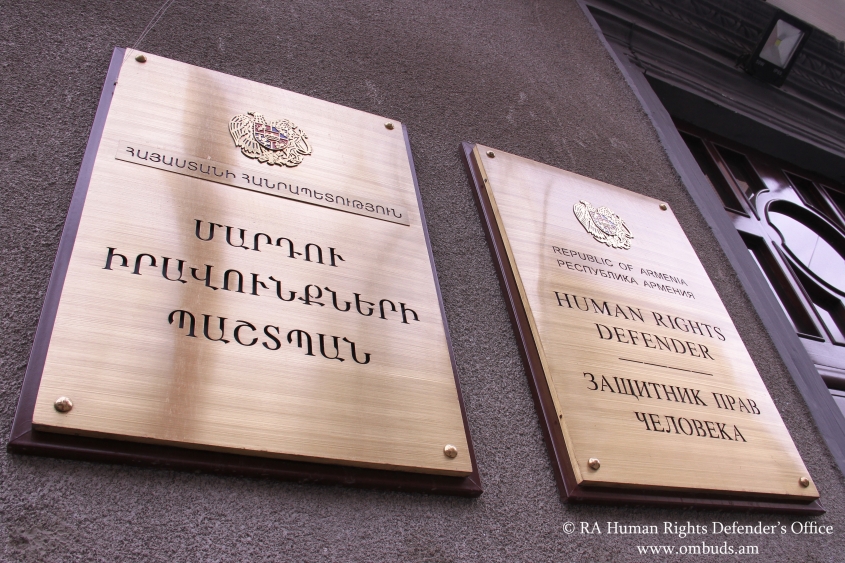 ՀԱՅԱՍՏԱՆԻ ՀԱՆՐԱՊԵՏՈՒԹՅՈՒՆ
ՄԱՐԴՈՒ
ԻՐԱՎՈՒՆՔՆԵՐԻ
ՊԱՇՏՊԱՆ
REPUBLIC OF ARMENIA
РЕСПУБЛИКА АРМЕНИЯ
HUMAN RIGHTS
DEFENDER
ЗАЩИТНИК ПРАВ
ЧЕЛОВЕКА
© RA Human Rights Defender's Office
www.ombuds.am